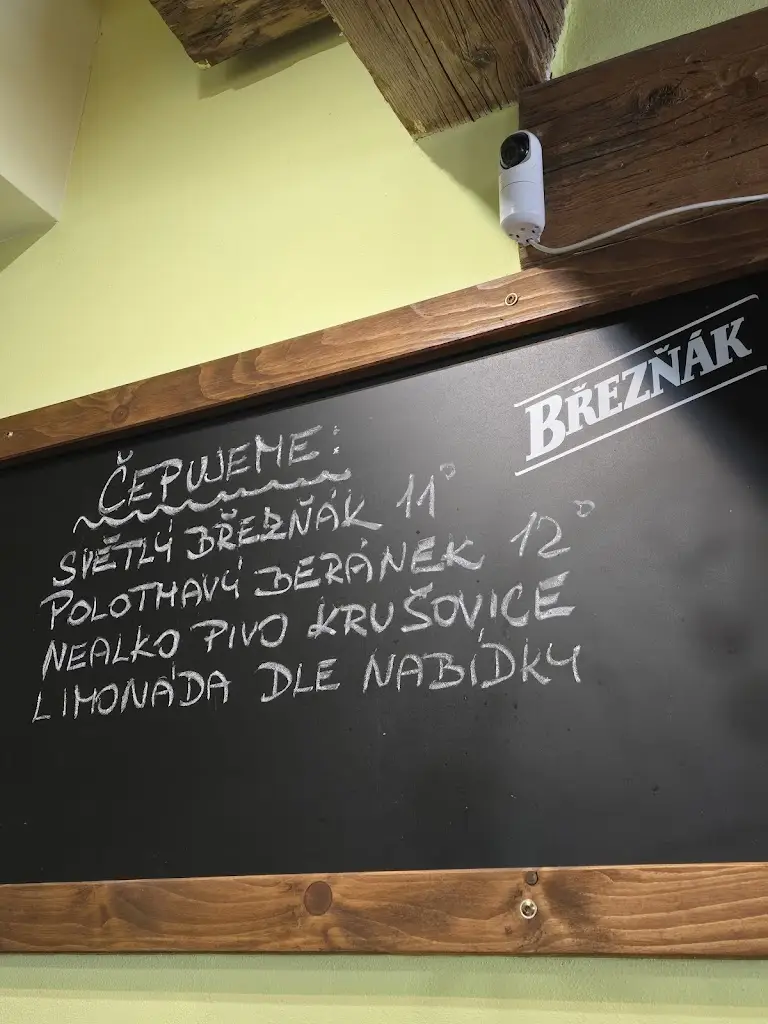 BŘEZŇÁK
ČEPUJEME:
SVĚTLÝ BŘEZŇÁK 11°
POLOTMAVÝ BERÁNEK 12°
NEALKO PIVO KRUŠOVICE
LIMONÁDA DLE NABÍDKY